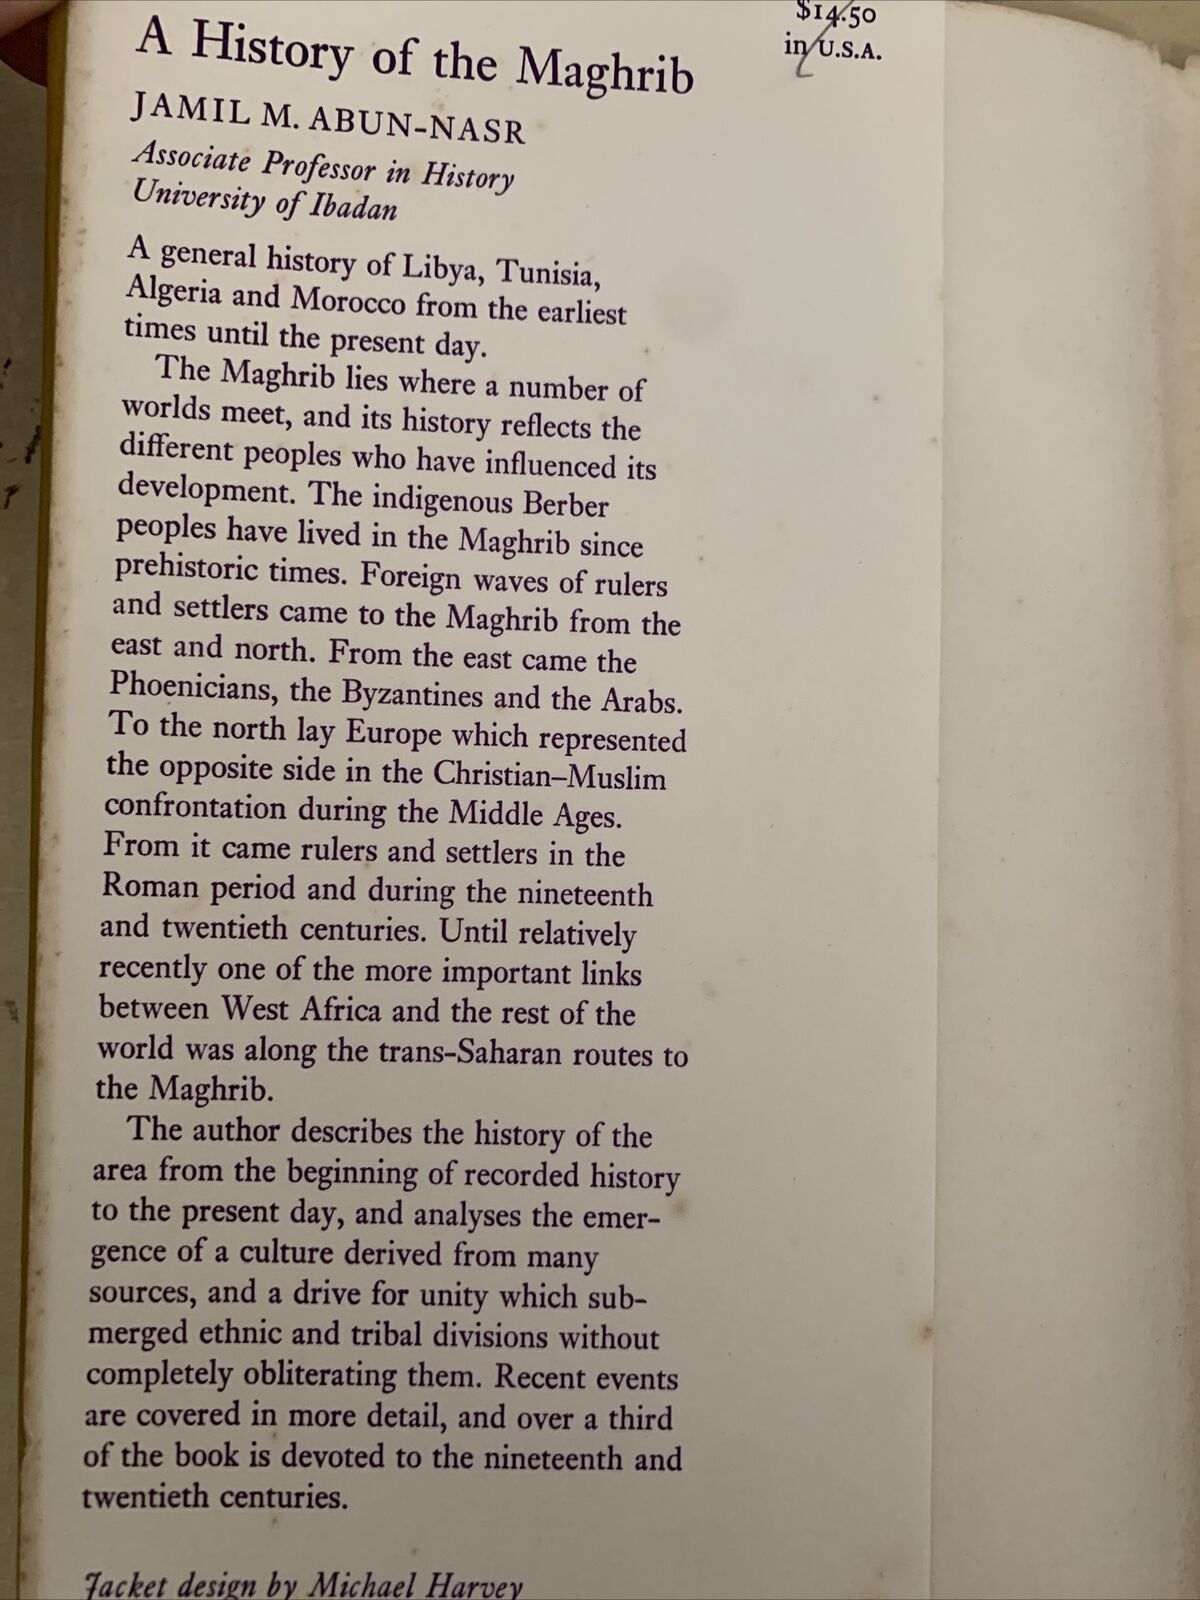 $14.50
in U.S.A.
A History of the Maghrib
JAMIL M. ABUN-NASR
Associate Professor in History
University of Ibadan
A general history of Libya, Tunisia,
Algeria and Morocco from the earliest
times until the present day.
The Maghrib lies where a number of
worlds meet, and its history reflects the
different peoples who have influenced its
development. The indigenous Berber
peoples have lived in the Maghrib since
prehistoric times. Foreign waves of rulers
and settlers came to the Maghrib from the
east and north. From the east came the
Phoenicians, the Byzantines and the Arabs.
To the north lay Europe which represented
the opposite side in the Christian–Muslim
confrontation during the Middle Ages.
From it came rulers and settlers in the
Roman period and during the nineteenth
and twentieth centuries. Until relatively
recently one of the more important links
between West Africa and the rest of the
world was along the trans-Saharan routes to
the Maghrib.
The author describes the history of the
area from the beginning of recorded history
to the present day, and analyses the emer-
gence of a culture derived from many
sources, and a drive for unity which sub-
merged ethnic and tribal divisions without
completely obliterating them. Recent events
are covered in more detail, and over a third
of the book is devoted to the nineteenth and
twentieth centuries.
Jacket design by Michael Harvey